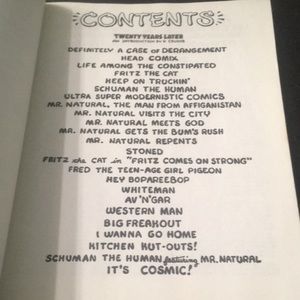 CONTENTS
TWENTY YEARS LATER
an introduction by R. Crumb
DEFINITELY A CASE OF DERANGEMENT
HEAD COMIX
LIFE AMONG THE CONSTIPATED
FRITZ THE CAT
KEEP ON TRUCKIN'
SCHUMAN THE HUMAN
ULTRA SUPER MODERNISTIC COMICS
MR. NATURAL, THE MAN FROM AFFIGANISTAN
MR. NATURAL VISITS THE CITY
MR. NATURAL MEETS GOD
MR. NATURAL GETS THE BUM'S RUSH
MR. NATURAL REPENTS
STONED
FRITZ THE CAT IN "FRITZ COMES ON STRONG"
FRED THE TEEN-AGE GIRL PIGEON
HEY BOPAREEBOP
WHITEMAN
AV'N'GAR
WESTERN MAN
BIG FREAKOUT
I WANNA GO HOME
KITCHEN KUT-OUTS!
SCHUMAN THE HUMAN featuring MR. NATURAL
IT'S COSMIC!